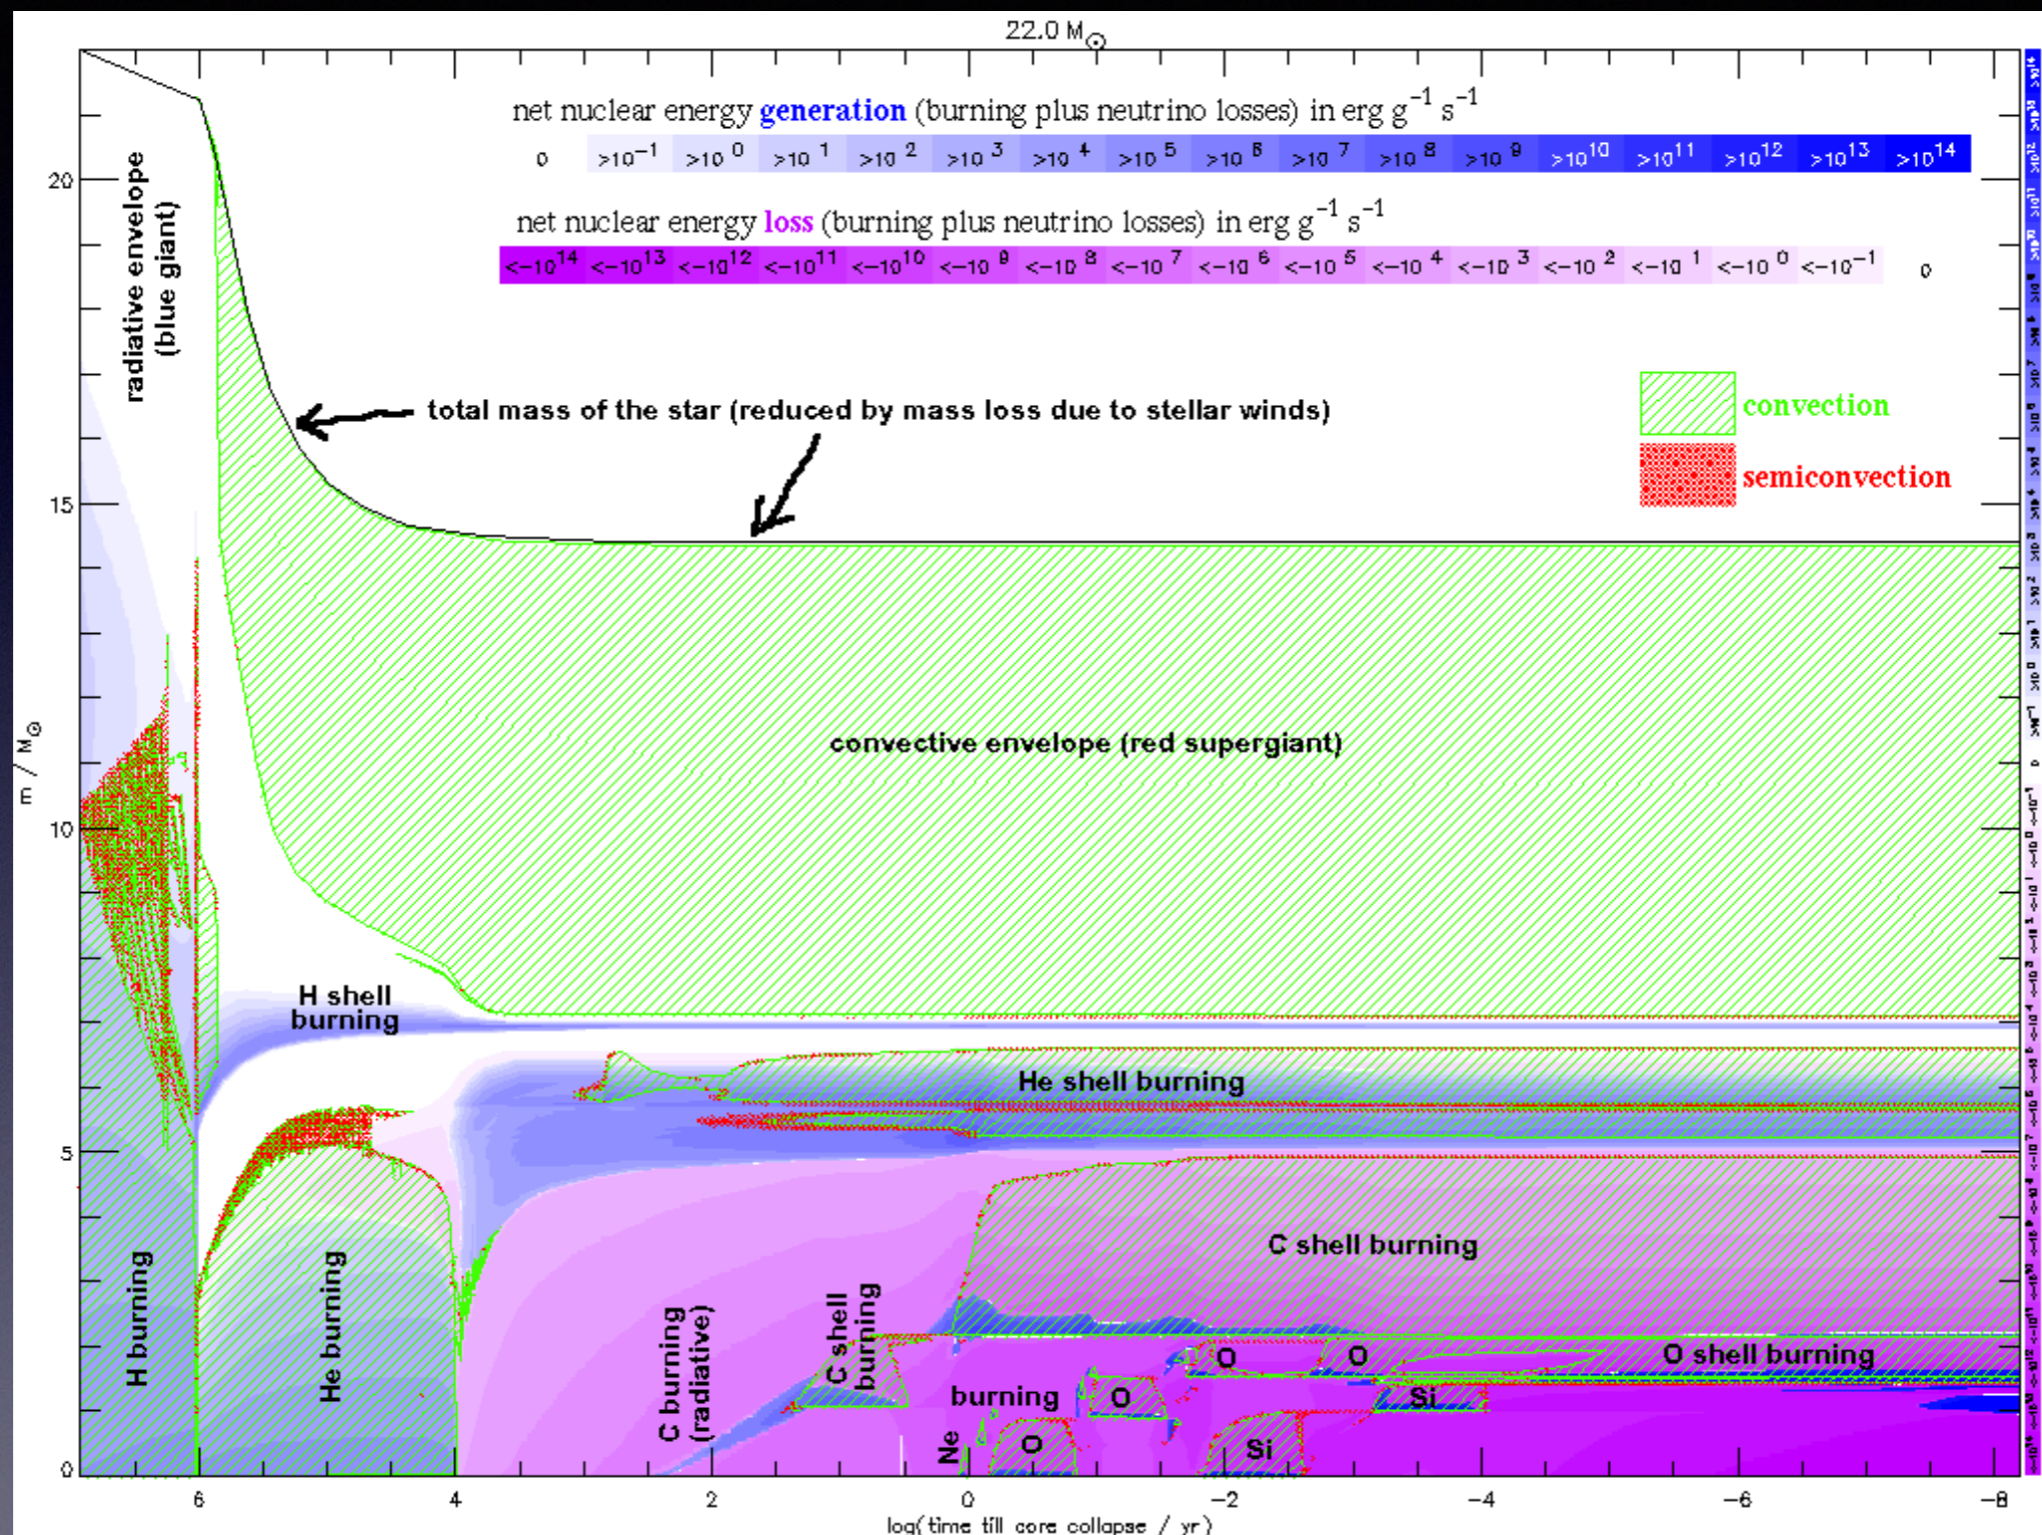 22.0 M⊙
net nuclear energy generation (burning plus neutrino losses) in erg g⁻¹ s⁻¹
0 >10⁻¹ >10⁰ >10¹ >10² >10³ >10⁴ >10⁵ >10⁶ >10⁷ >10⁸ >10⁹ >10¹⁰ >10¹¹ >10¹² >10¹³ >10¹⁴
net nuclear energy loss (burning plus neutrino losses) in erg g⁻¹ s⁻¹
<-10¹⁴ <-10¹³ <-10¹² <-10¹¹ <-10¹⁰ <-10⁹ <-10⁸ <-10⁷ <-10⁶ <-10⁵ <-10⁴ <-10³ <-10² <-10¹ <-10⁰ <-10⁻¹ 0
radiative envelope
(blue giant)
total mass of the star (reduced by mass loss due to stellar winds)
convection
semiconvection
convective envelope (red supergiant)
H shell
burning
He shell burning
C shell burning
H burning
He burning
C burning
(radiative)
C shell
burning
Ne
burning
O
O
O
O
O shell burning
Si
Si
m / M⊙
20
15
10
5
0
6 4 2 0 -2 -4 -6 -8
log(time till core collapse / yr)